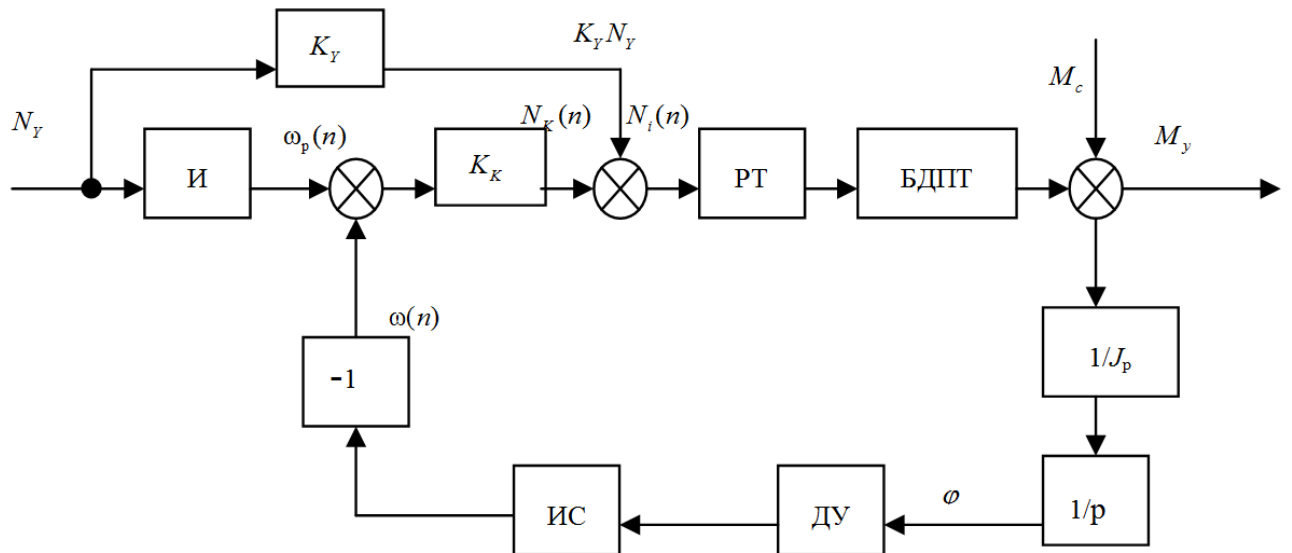 K_Y
K_Y N_Y
M_c
N_Y
ω_р(n)
N_K(n)
N_i(n)
M_y
И
K_K
РТ
БДПТ
ω(n)
-1
1/J_р
ИС
ДУ
φ
1/р